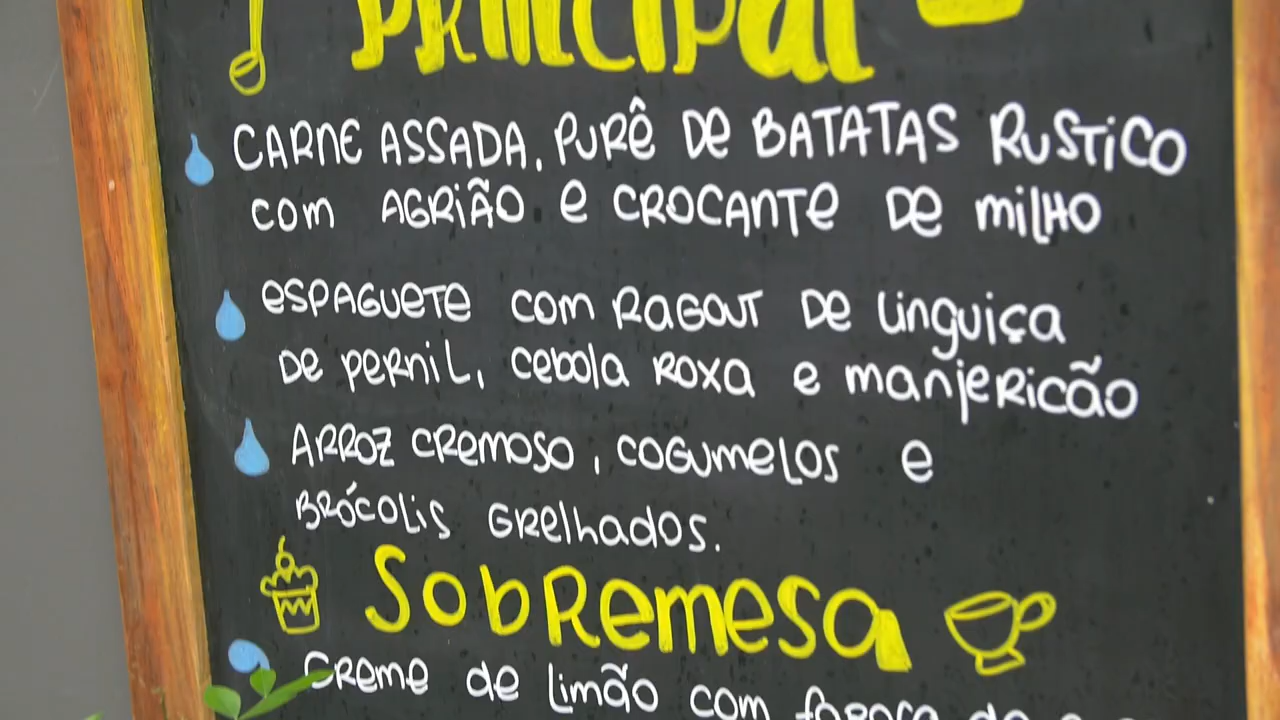 PRINCIPAL
CARNE ASSADA, PURÊ DE BATATAS RUSTICO
COM AGRIÃO E CROCANTE DE MILHO
ESPAGUETE COM RAGOUT DE LINGUIÇA
DE PERNIL, CEBOLA ROXA E MANJERICÃO
ARROZ CREMOSO, COGUMELOS E
BRÓCOLIS GRELHADOS.
SOBREMESA
CREME DE LIMÃO COM